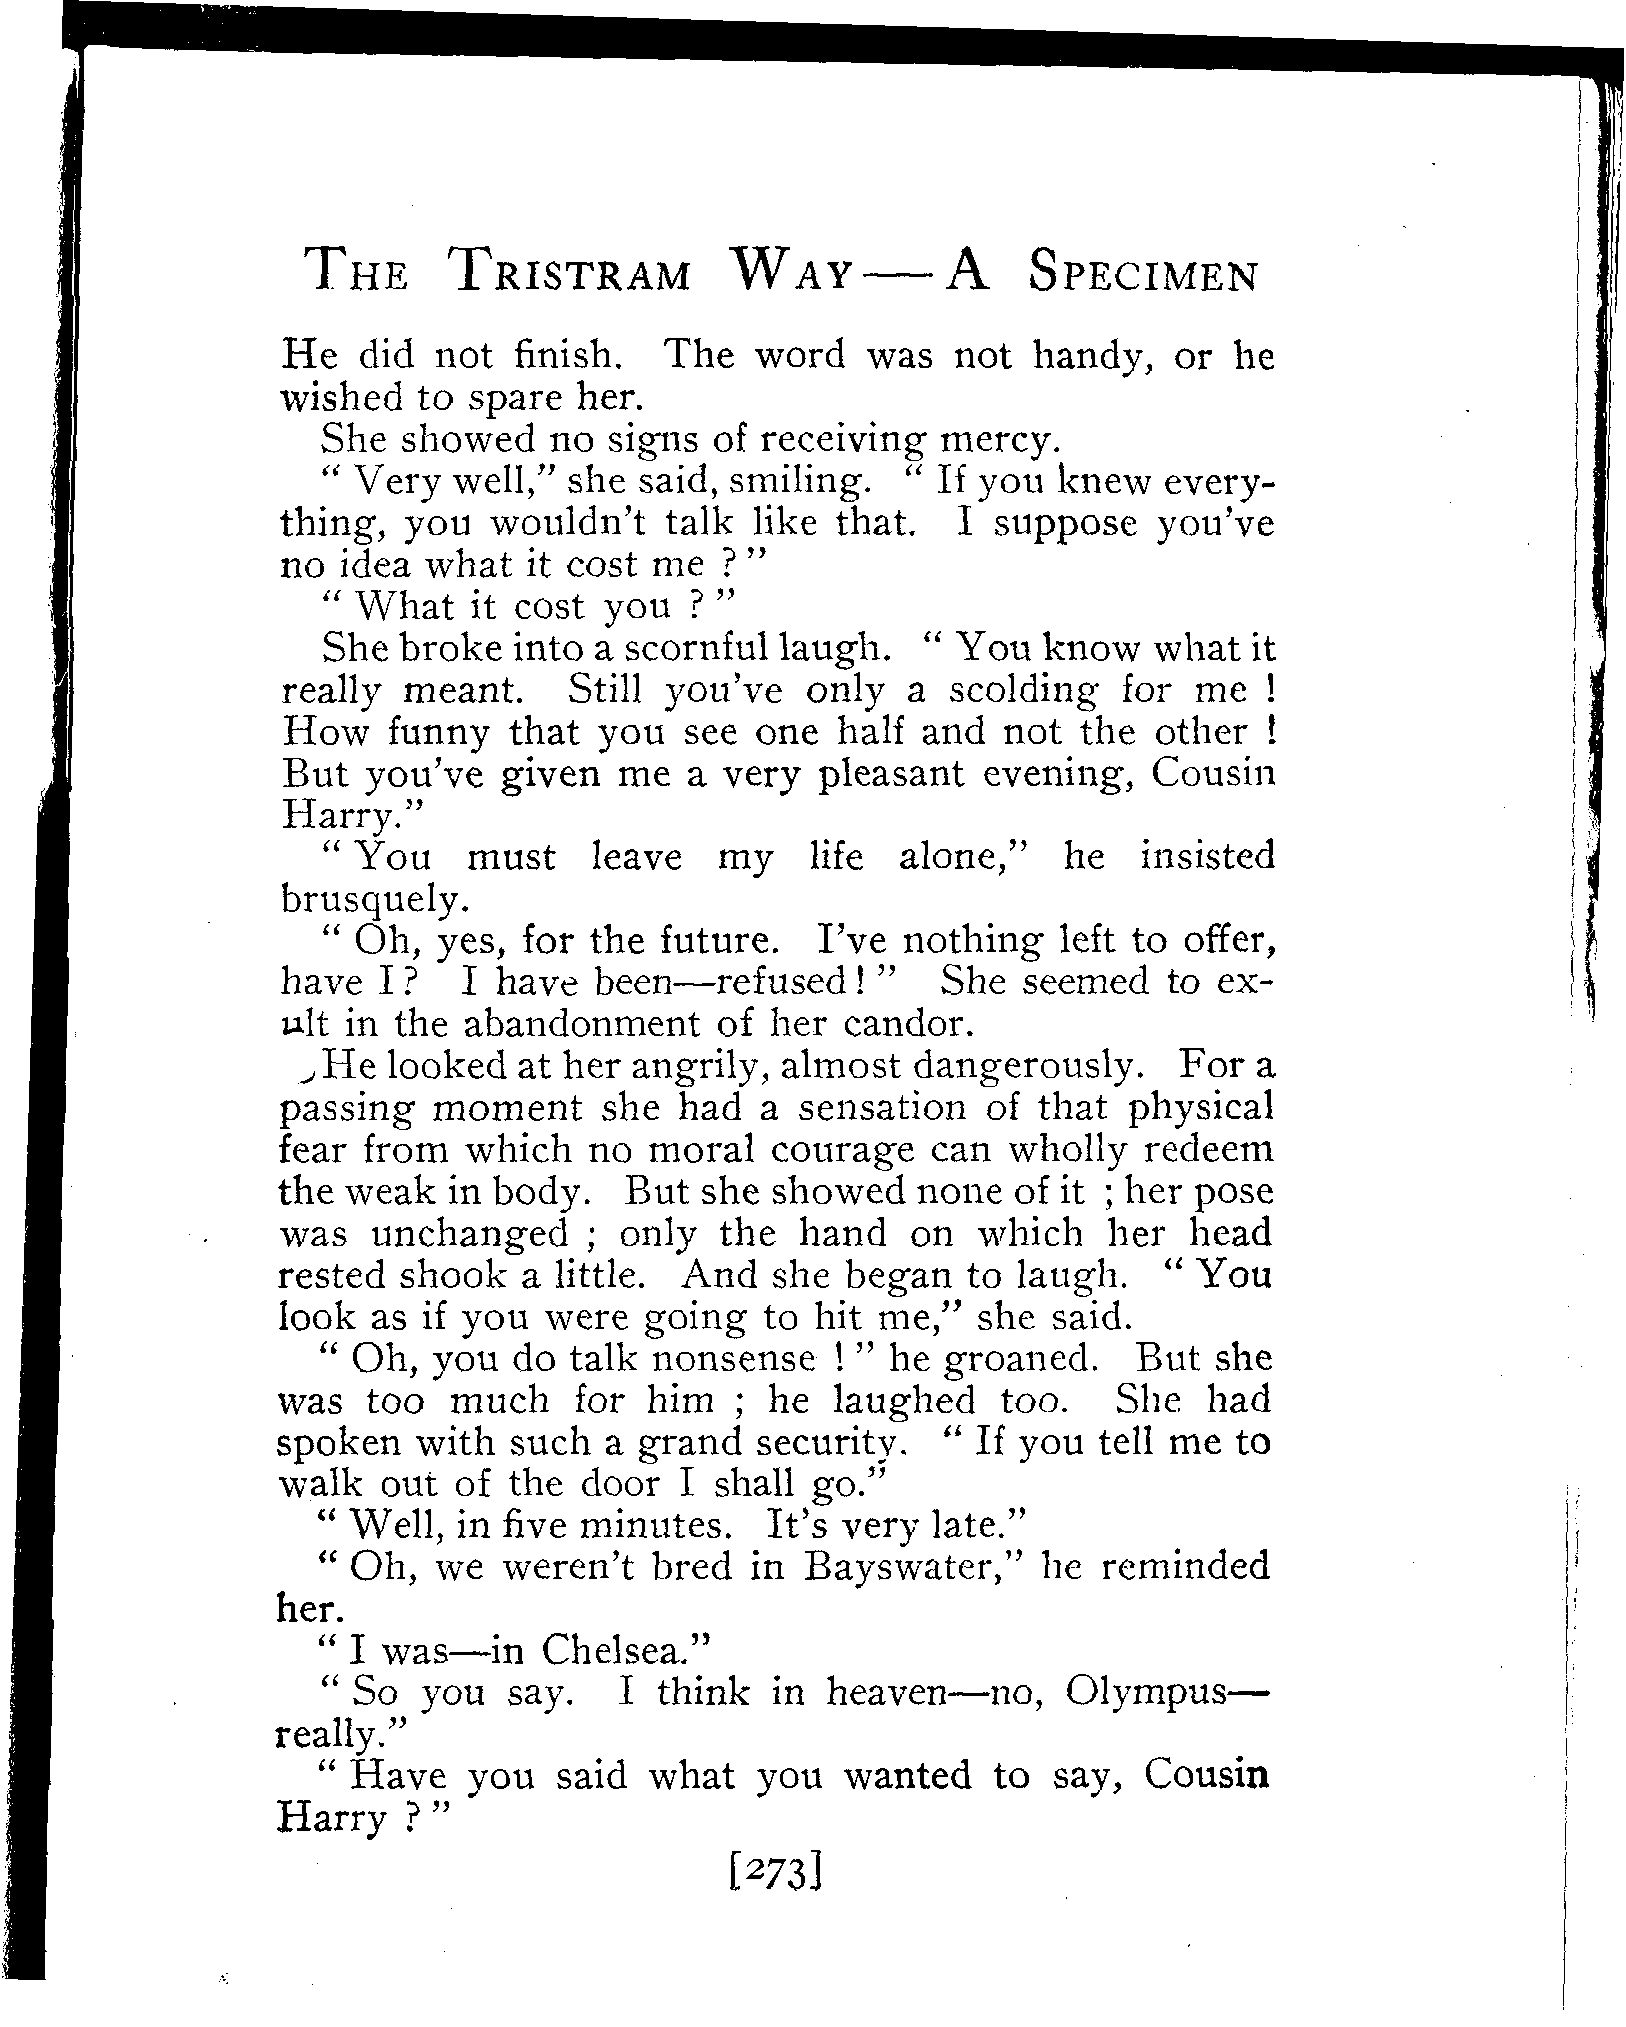 The Tristram Way—A Specimen
He did not finish. The word was not handy, or he
wished to spare her.
She showed no signs of receiving mercy.
“ Very well,” she said, smiling. “ If you knew every-
thing, you wouldn't talk like that. I suppose you've
no idea what it cost me ? ”
“ What it cost you ? ”
She broke into a scornful laugh. “ You know what it
really meant. Still you've only a scolding for me !
How funny that you see one half and not the other !
But you've given me a very pleasant evening, Cousin
Harry.”
“ You must leave my life alone,” he insisted
brusquely.
“ Oh, yes, for the future. I've nothing left to offer,
have I? I have been—refused! ” She seemed to ex-
ult in the abandonment of her candor.
He looked at her angrily, almost dangerously. For a
passing moment she had a sensation of that physical
fear from which no moral courage can wholly redeem
the weak in body. But she showed none of it ; her pose
was unchanged ; only the hand on which her head
rested shook a little. And she began to laugh. “ You
look as if you were going to hit me,” she said.
“ Oh, you do talk nonsense ! ” he groaned. But she
was too much for him ; he laughed too. She had
spoken with such a grand security. “ If you tell me to
walk out of the door I shall go.”
“ Well, in five minutes. It's very late.”
“ Oh, we weren't bred in Bayswater,” he reminded
her.
“ I was—in Chelsea.”
“ So you say. I think in heaven—no, Olympus—
really.”
“ Have you said what you wanted to say, Cousin
Harry ? ”
[273]